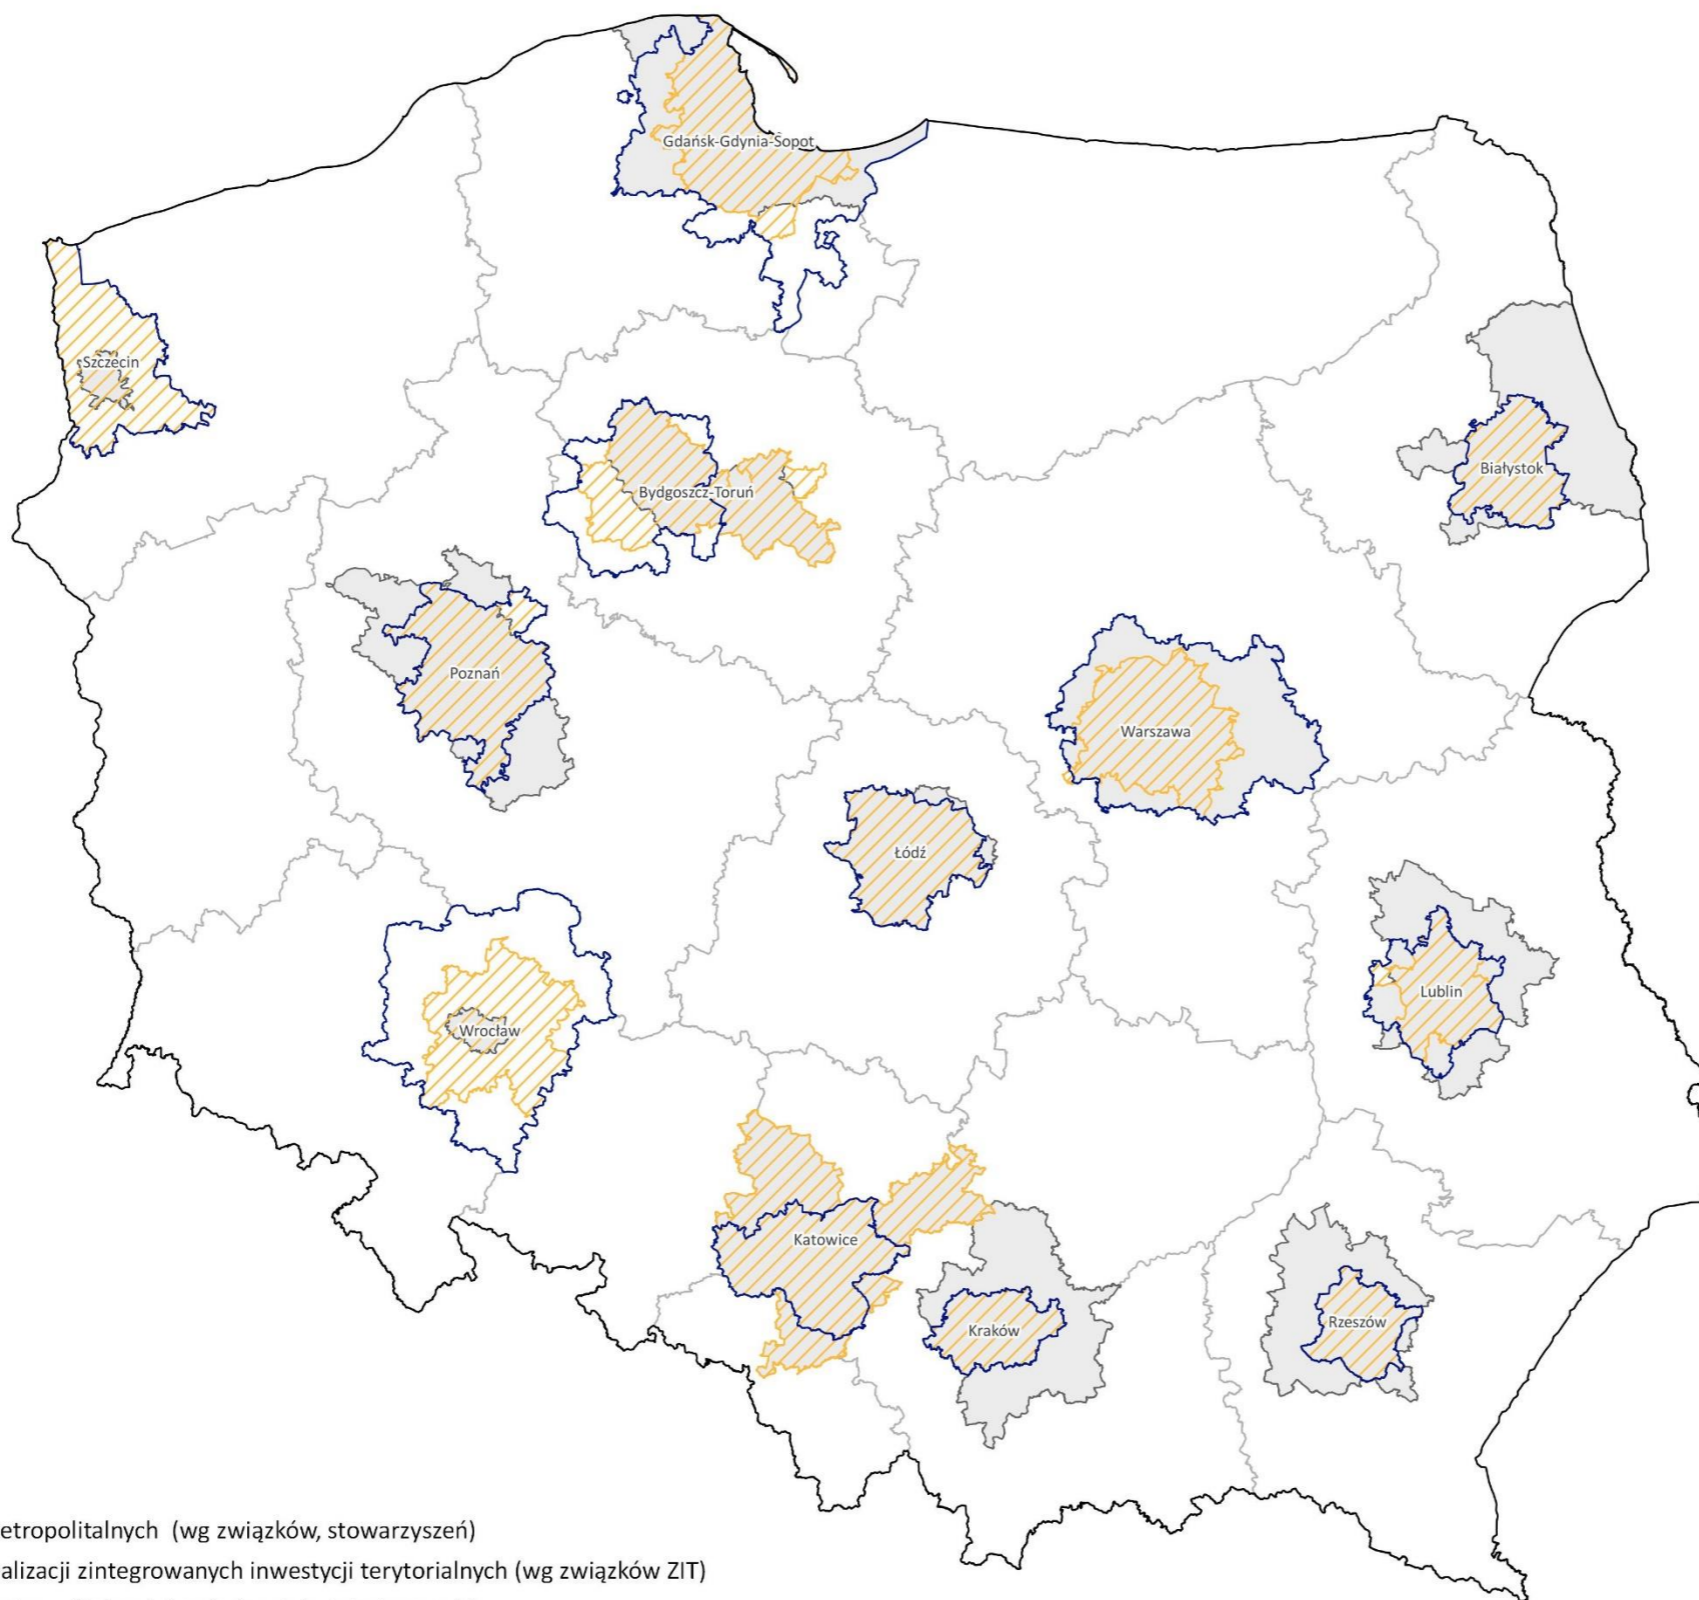 Gdańsk-Gdynia-Sopot
Szczecin
Białystok
Bydgoszcz-Toruń
Poznań
Warszawa
Łódź
Lublin
Wrocław
Katowice
Kraków
Rzeszów
etropolitalnych (wg związków, stowarzyszeń)
alizacji zintegrowanych inwestycji terytorialnych (wg związków ZIT)